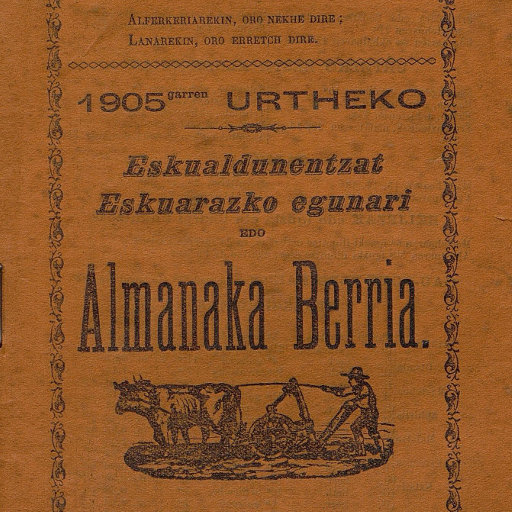 Alferkeriarekin, oro nekhe dire ;
Lanarekin, oro erretch dire.
1905garren URTHEKO
Eskualdunentzat
Eskuarazko egunari
EDO
Almanaka Berria.